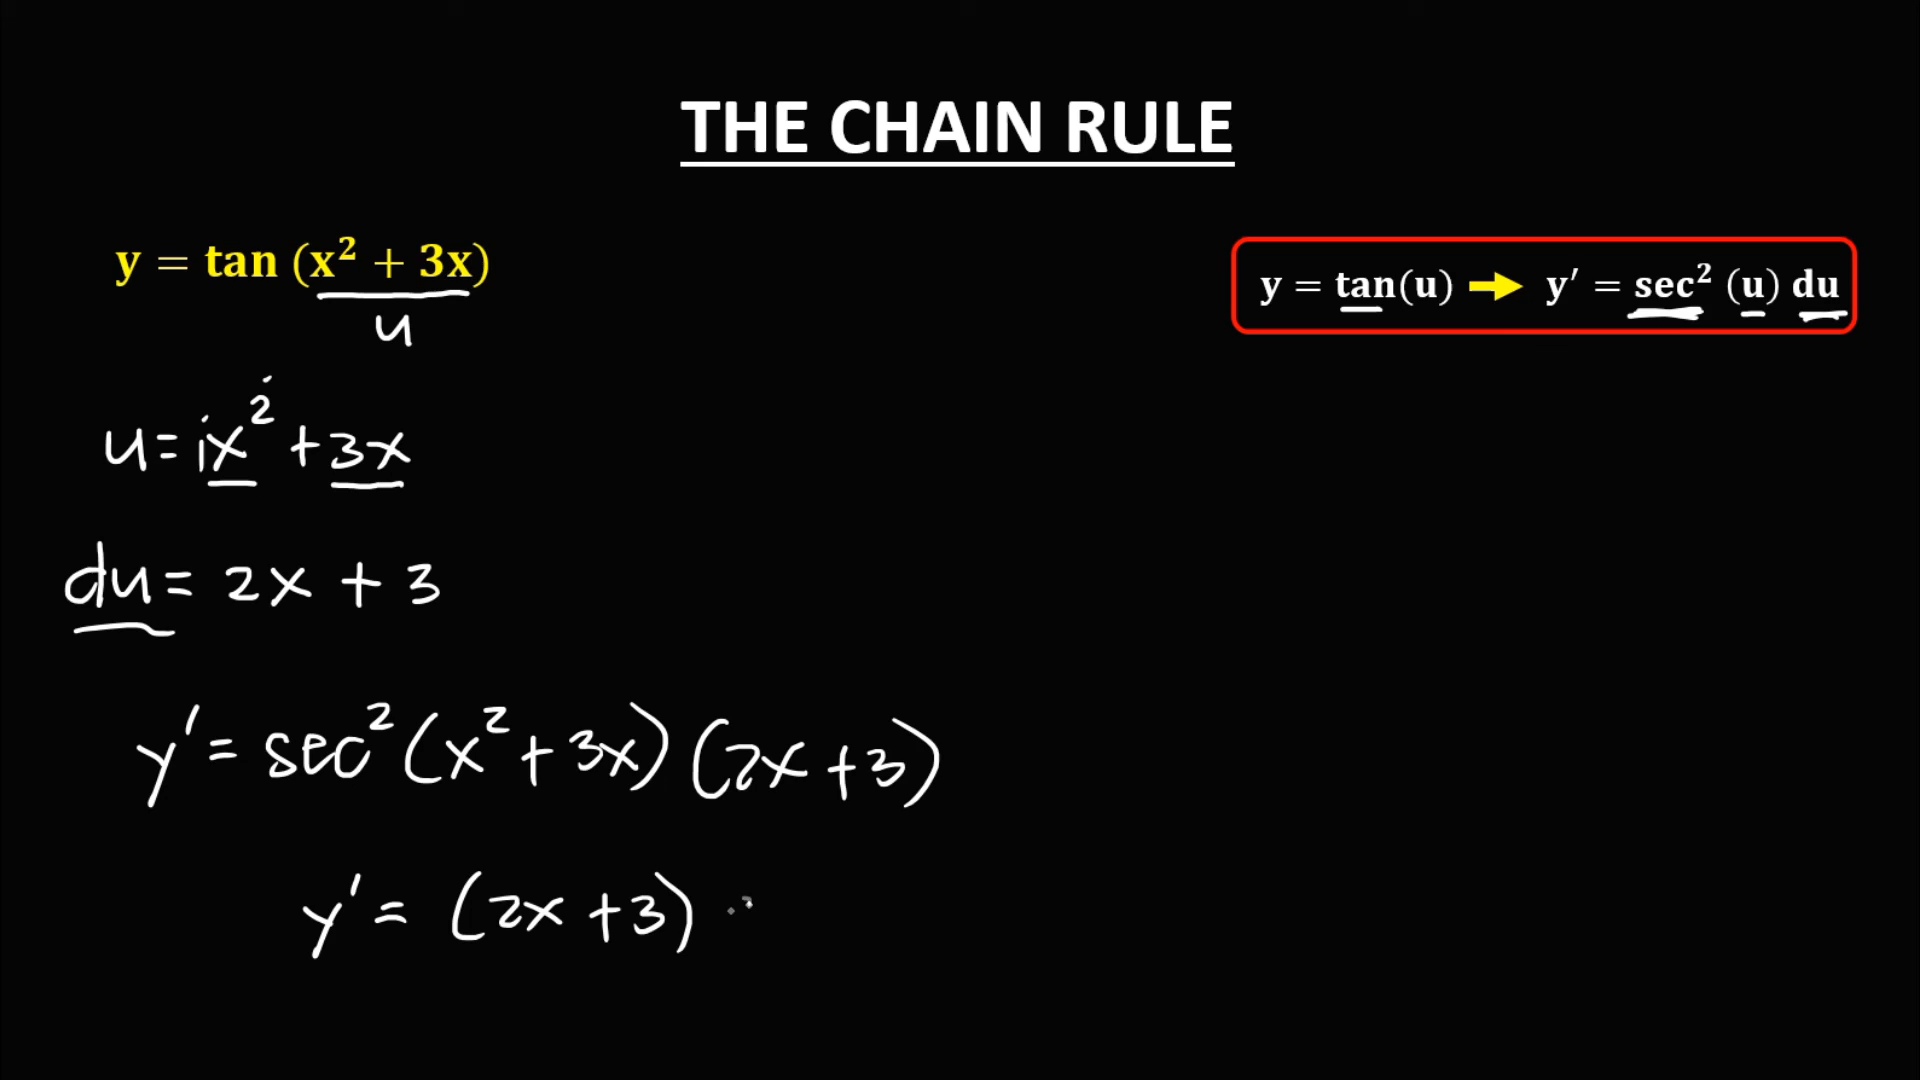 THE CHAIN RULE
y = tan (x² + 3x)
y = tan(u) ➡ y′ = sec² (u) du
u
u = 1x² + 3x
du = 2x + 3
y′ = sec² (x² + 3x) (2x + 3)
y′ = (2x + 3)